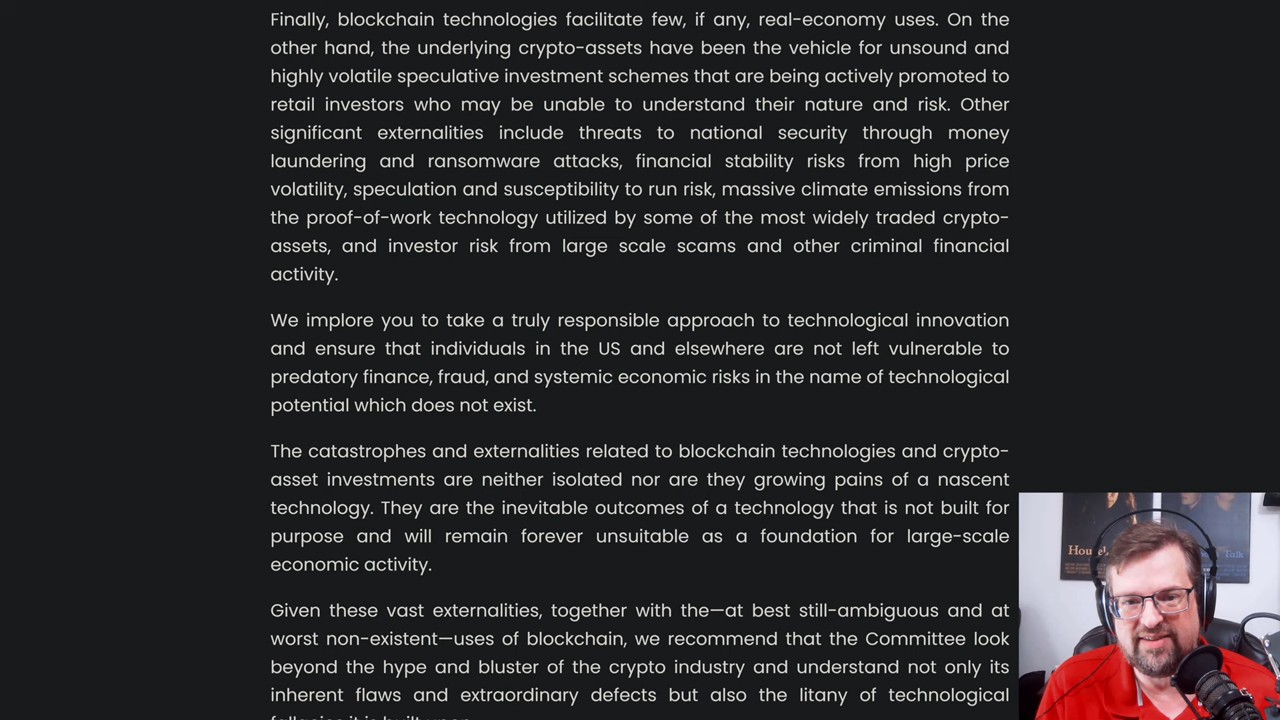 Finally, blockchain technologies facilitate few, if any, real-economy uses. On the
other hand, the underlying crypto-assets have been the vehicle for unsound and
highly volatile speculative investment schemes that are being actively promoted to
retail investors who may be unable to understand their nature and risk. Other
significant externalities include threats to national security through money
laundering and ransomware attacks, financial stability risks from high price
volatility, speculation and susceptibility to run risk, massive climate emissions from
the proof-of-work technology utilized by some of the most widely traded crypto-
assets, and investor risk from large scale scams and other criminal financial
activity.
We implore you to take a truly responsible approach to technological innovation
and ensure that individuals in the US and elsewhere are not left vulnerable to
predatory finance, fraud, and systemic economic risks in the name of technological
potential which does not exist.
The catastrophes and externalities related to blockchain technologies and crypto-
asset investments are neither isolated nor are they growing pains of a nascent
technology. They are the inevitable outcomes of a technology that is not built for
purpose and will remain forever unsuitable as a foundation for large-scale
economic activity.
Given these vast externalities, together with the—at best still-ambiguous and at
worst non-existent—uses of blockchain, we recommend that the Committee look
beyond the hype and bluster of the crypto industry and understand not only its
inherent flaws and extraordinary defects but also the litany of technological
fallacies it is built upon.
Talk